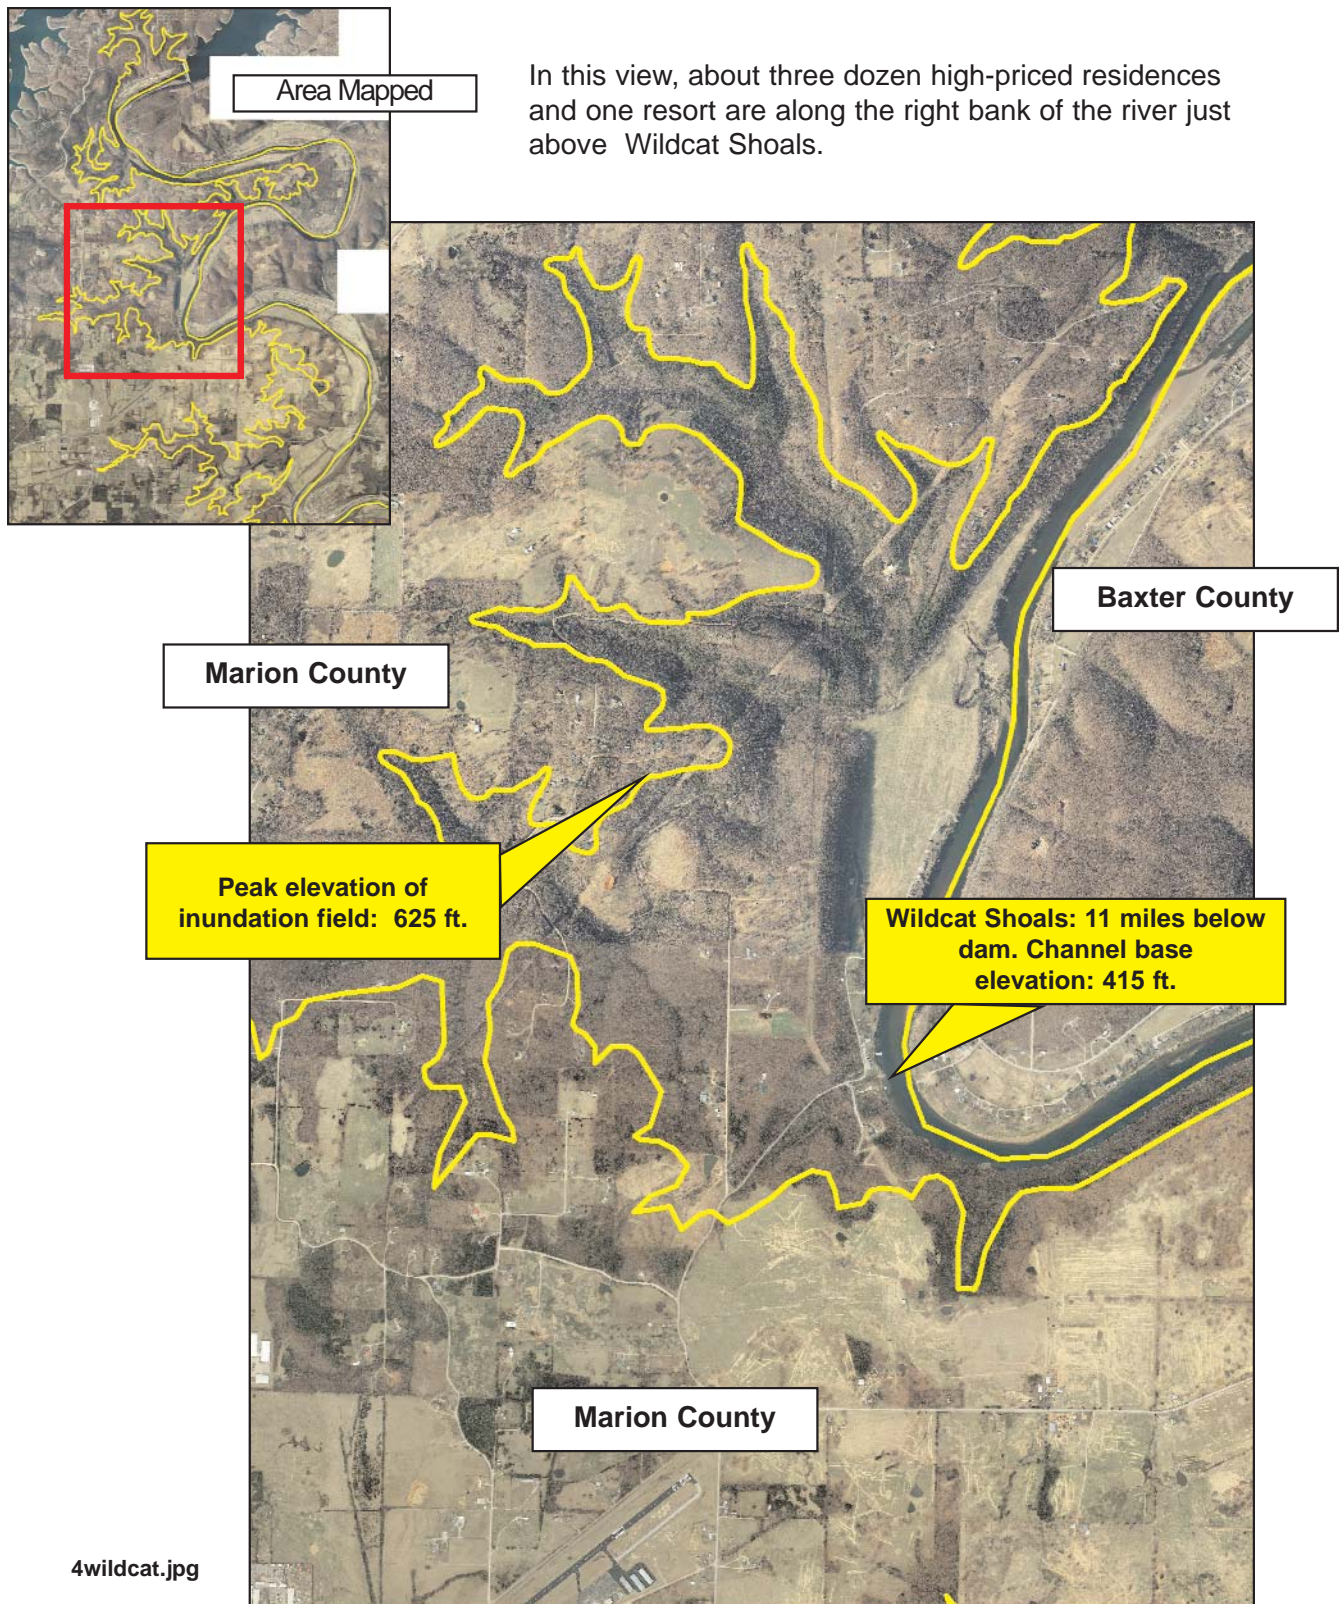 Area Mapped
In this view, about three dozen high-priced residences
and one resort are along the right bank of the river just
above Wildcat Shoals.
Baxter County
Marion County
Peak elevation of
inundation field: 625 ft.
Wildcat Shoals: 11 miles below
dam. Channel base
elevation: 415 ft.
Marion County
4wildcat.jpg